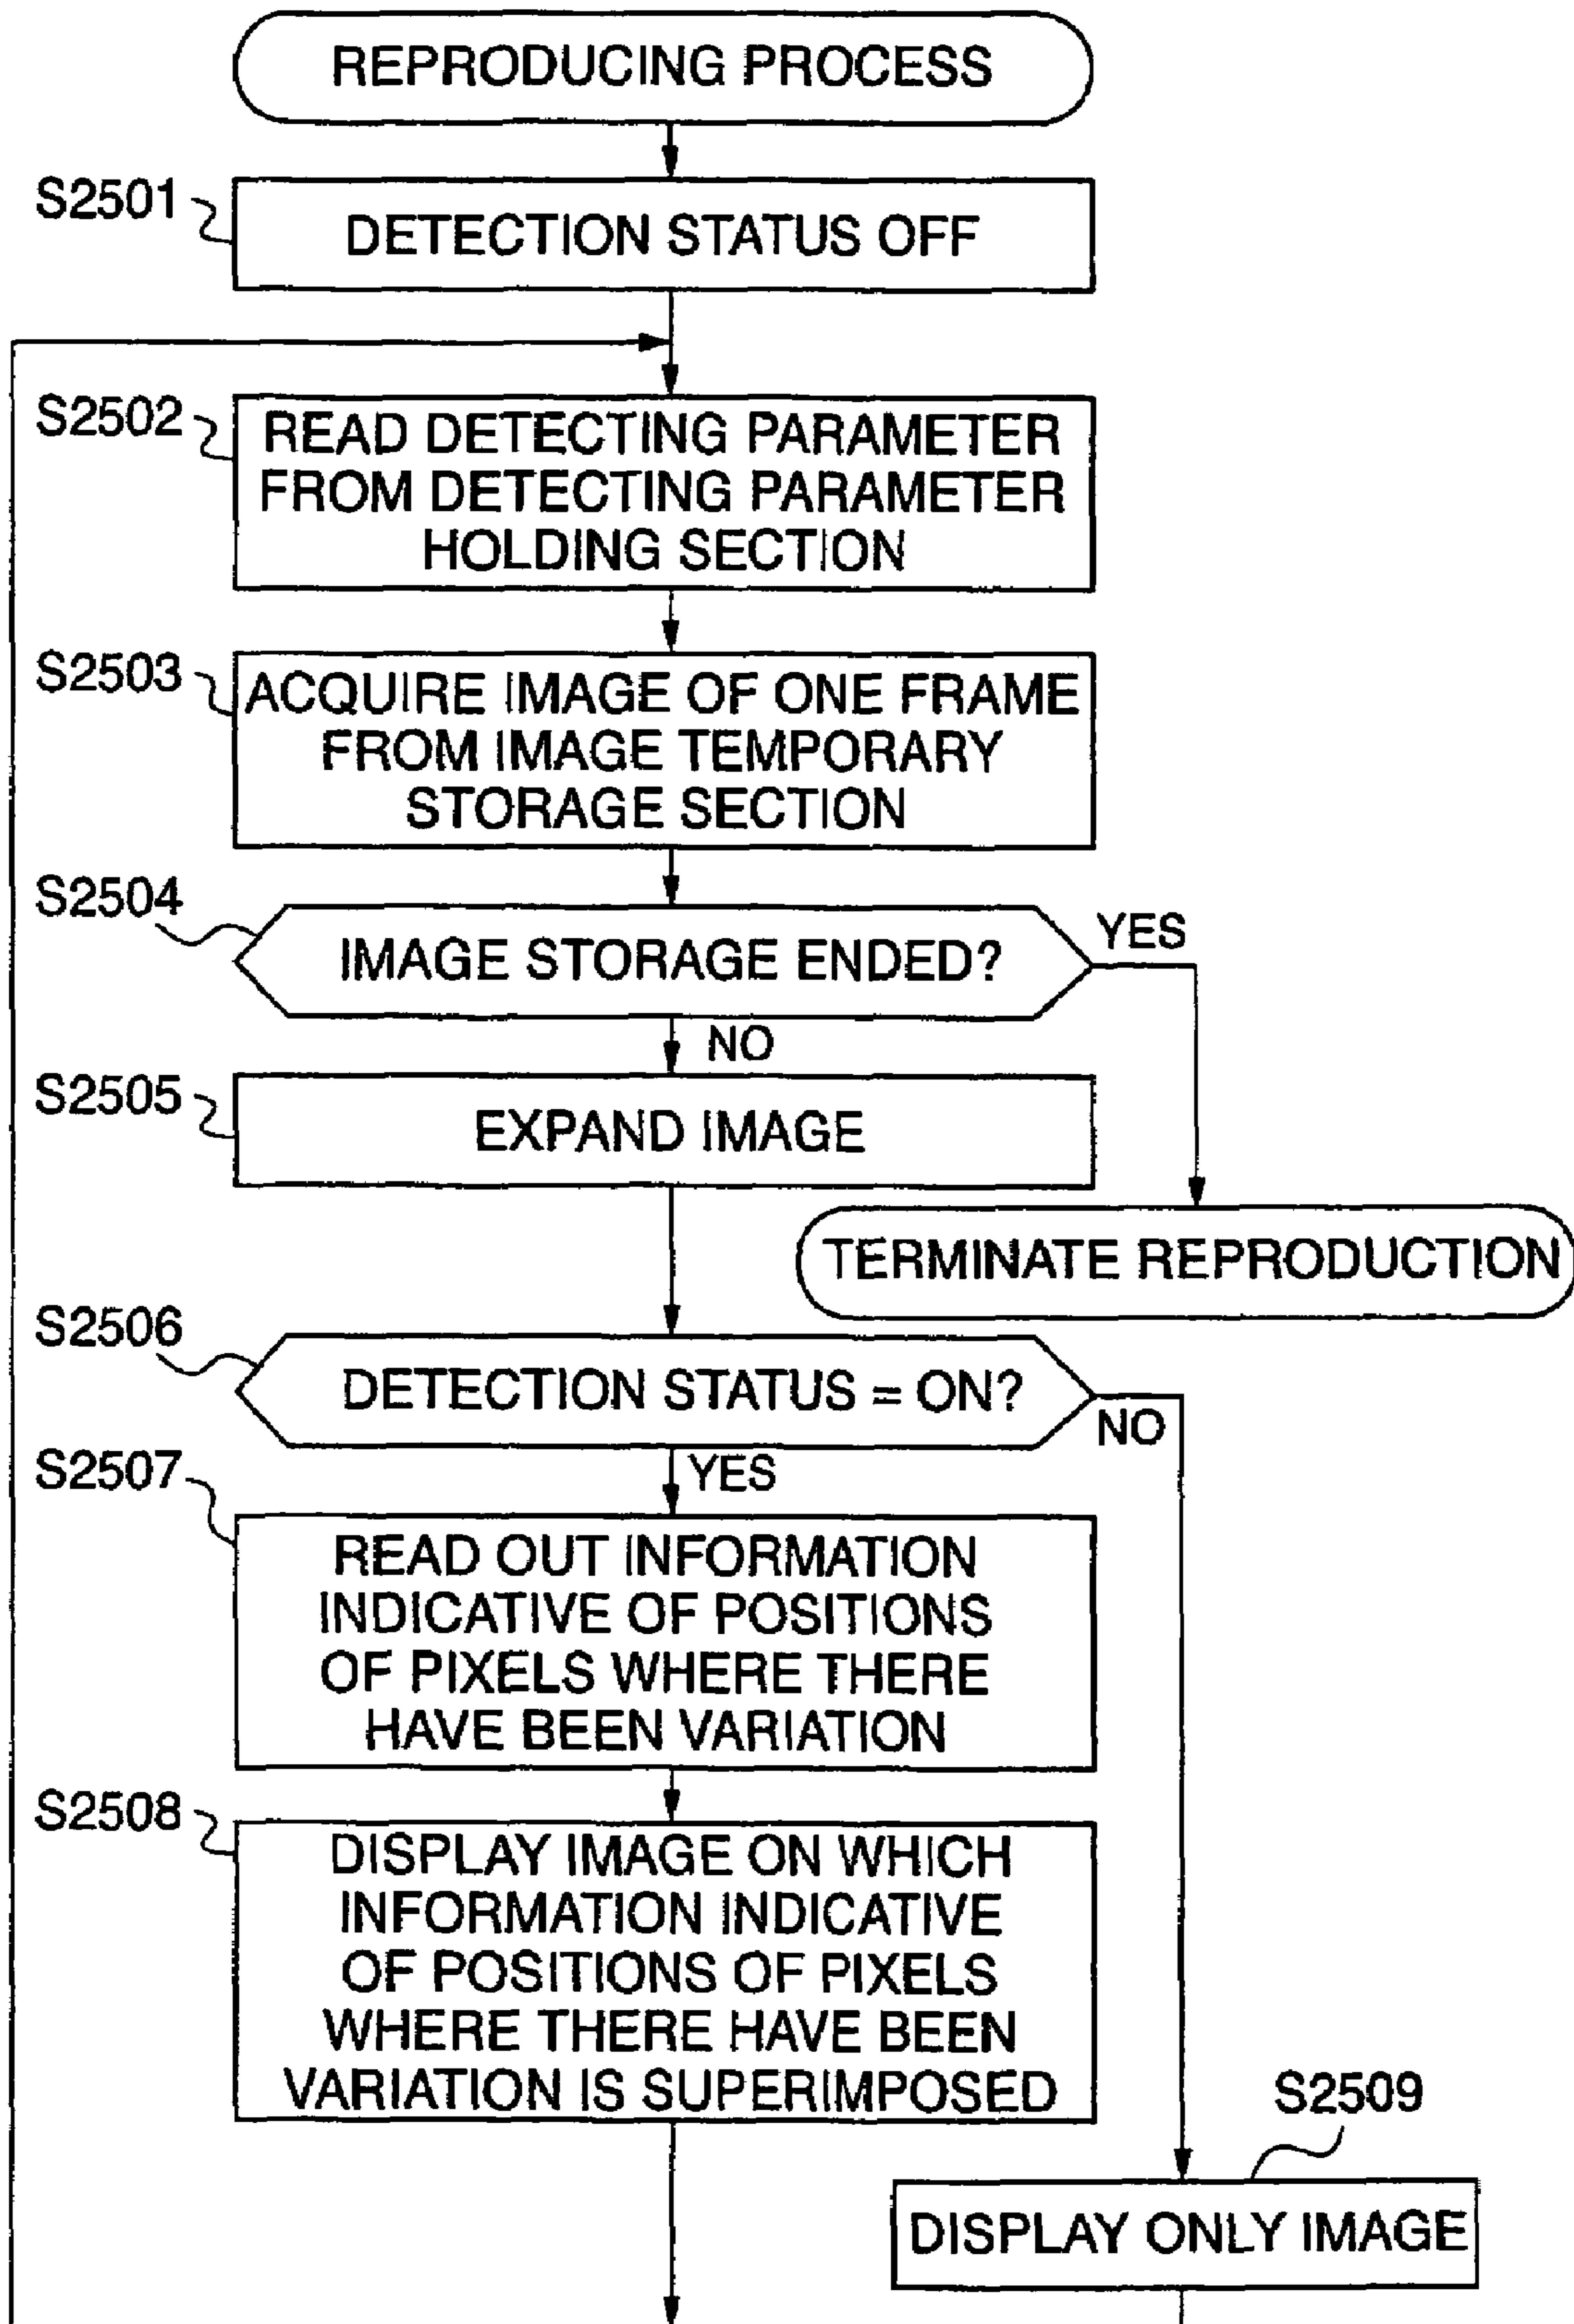 REPRODUCING PROCESS
S2501
DETECTION STATUS OFF
S2502
READ DETECTING PARAMETER
FROM DETECTING PARAMETER
HOLDING SECTION
S2503
ACQUIRE IMAGE OF ONE FRAME
FROM IMAGE TEMPORARY
STORAGE SECTION
S2504
IMAGE STORAGE ENDED?
YES
NO
S2505
EXPAND IMAGE
TERMINATE REPRODUCTION
S2506
DETECTION STATUS = ON?
NO
YES
S2507
READ OUT INFORMATION
INDICATIVE OF POSITIONS
OF PIXELS WHERE THERE
HAVE BEEN VARIATION
S2508
DISPLAY IMAGE ON WHICH
INFORMATION INDICATIVE
OF POSITIONS OF PIXELS
WHERE THERE HAVE BEEN
VARIATION IS SUPERIMPOSED
S2509
DISPLAY ONLY IMAGE